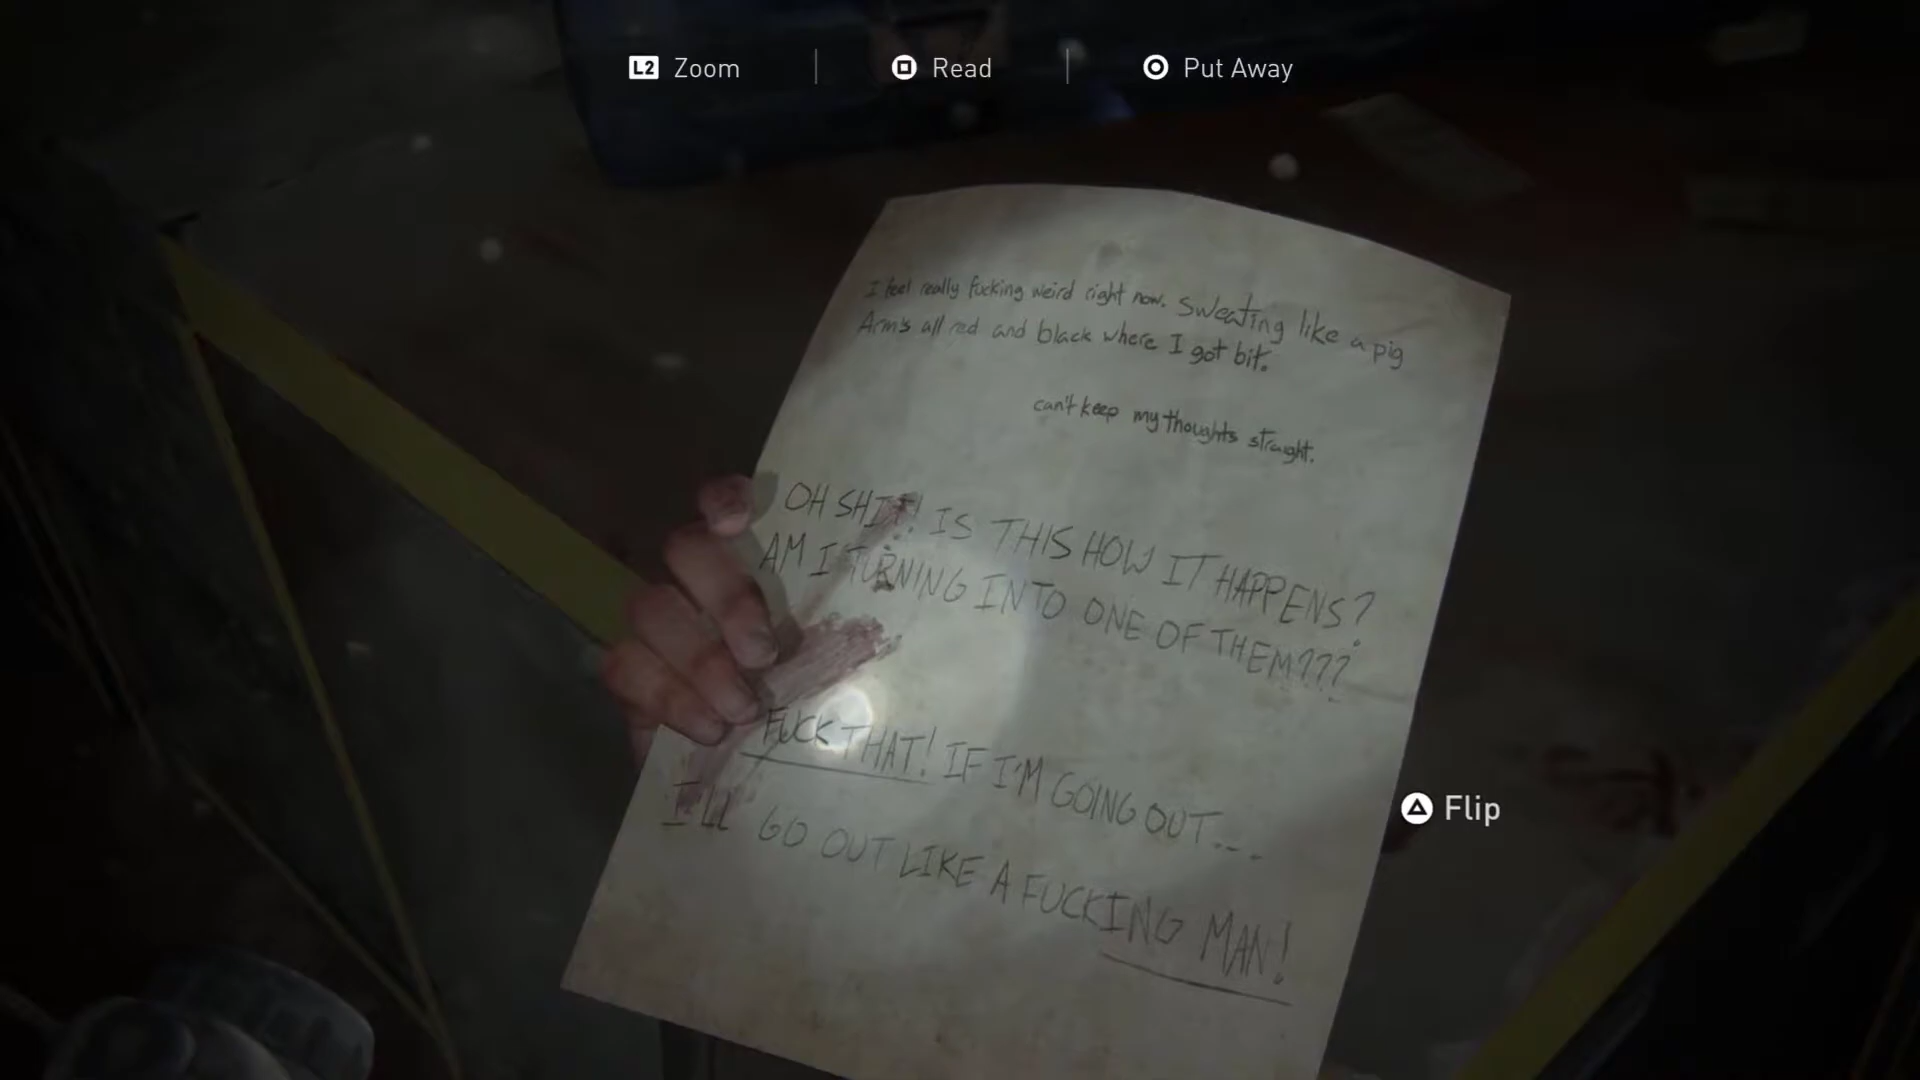 L2 Zoom | Read | Put Away
I feel really fucking weird right now. Sweating like a pig
Arm's all red and black where I got bit.
can't keep my thoughts straight.
OH SHIT! IS THIS HOW IT HAPPENS?
AM I TURNING INTO ONE OF THEM???
FUCK THAT! IF I'M GOING OUT...
I'LL GO OUT LIKE A FUCKING MAN!
Flip